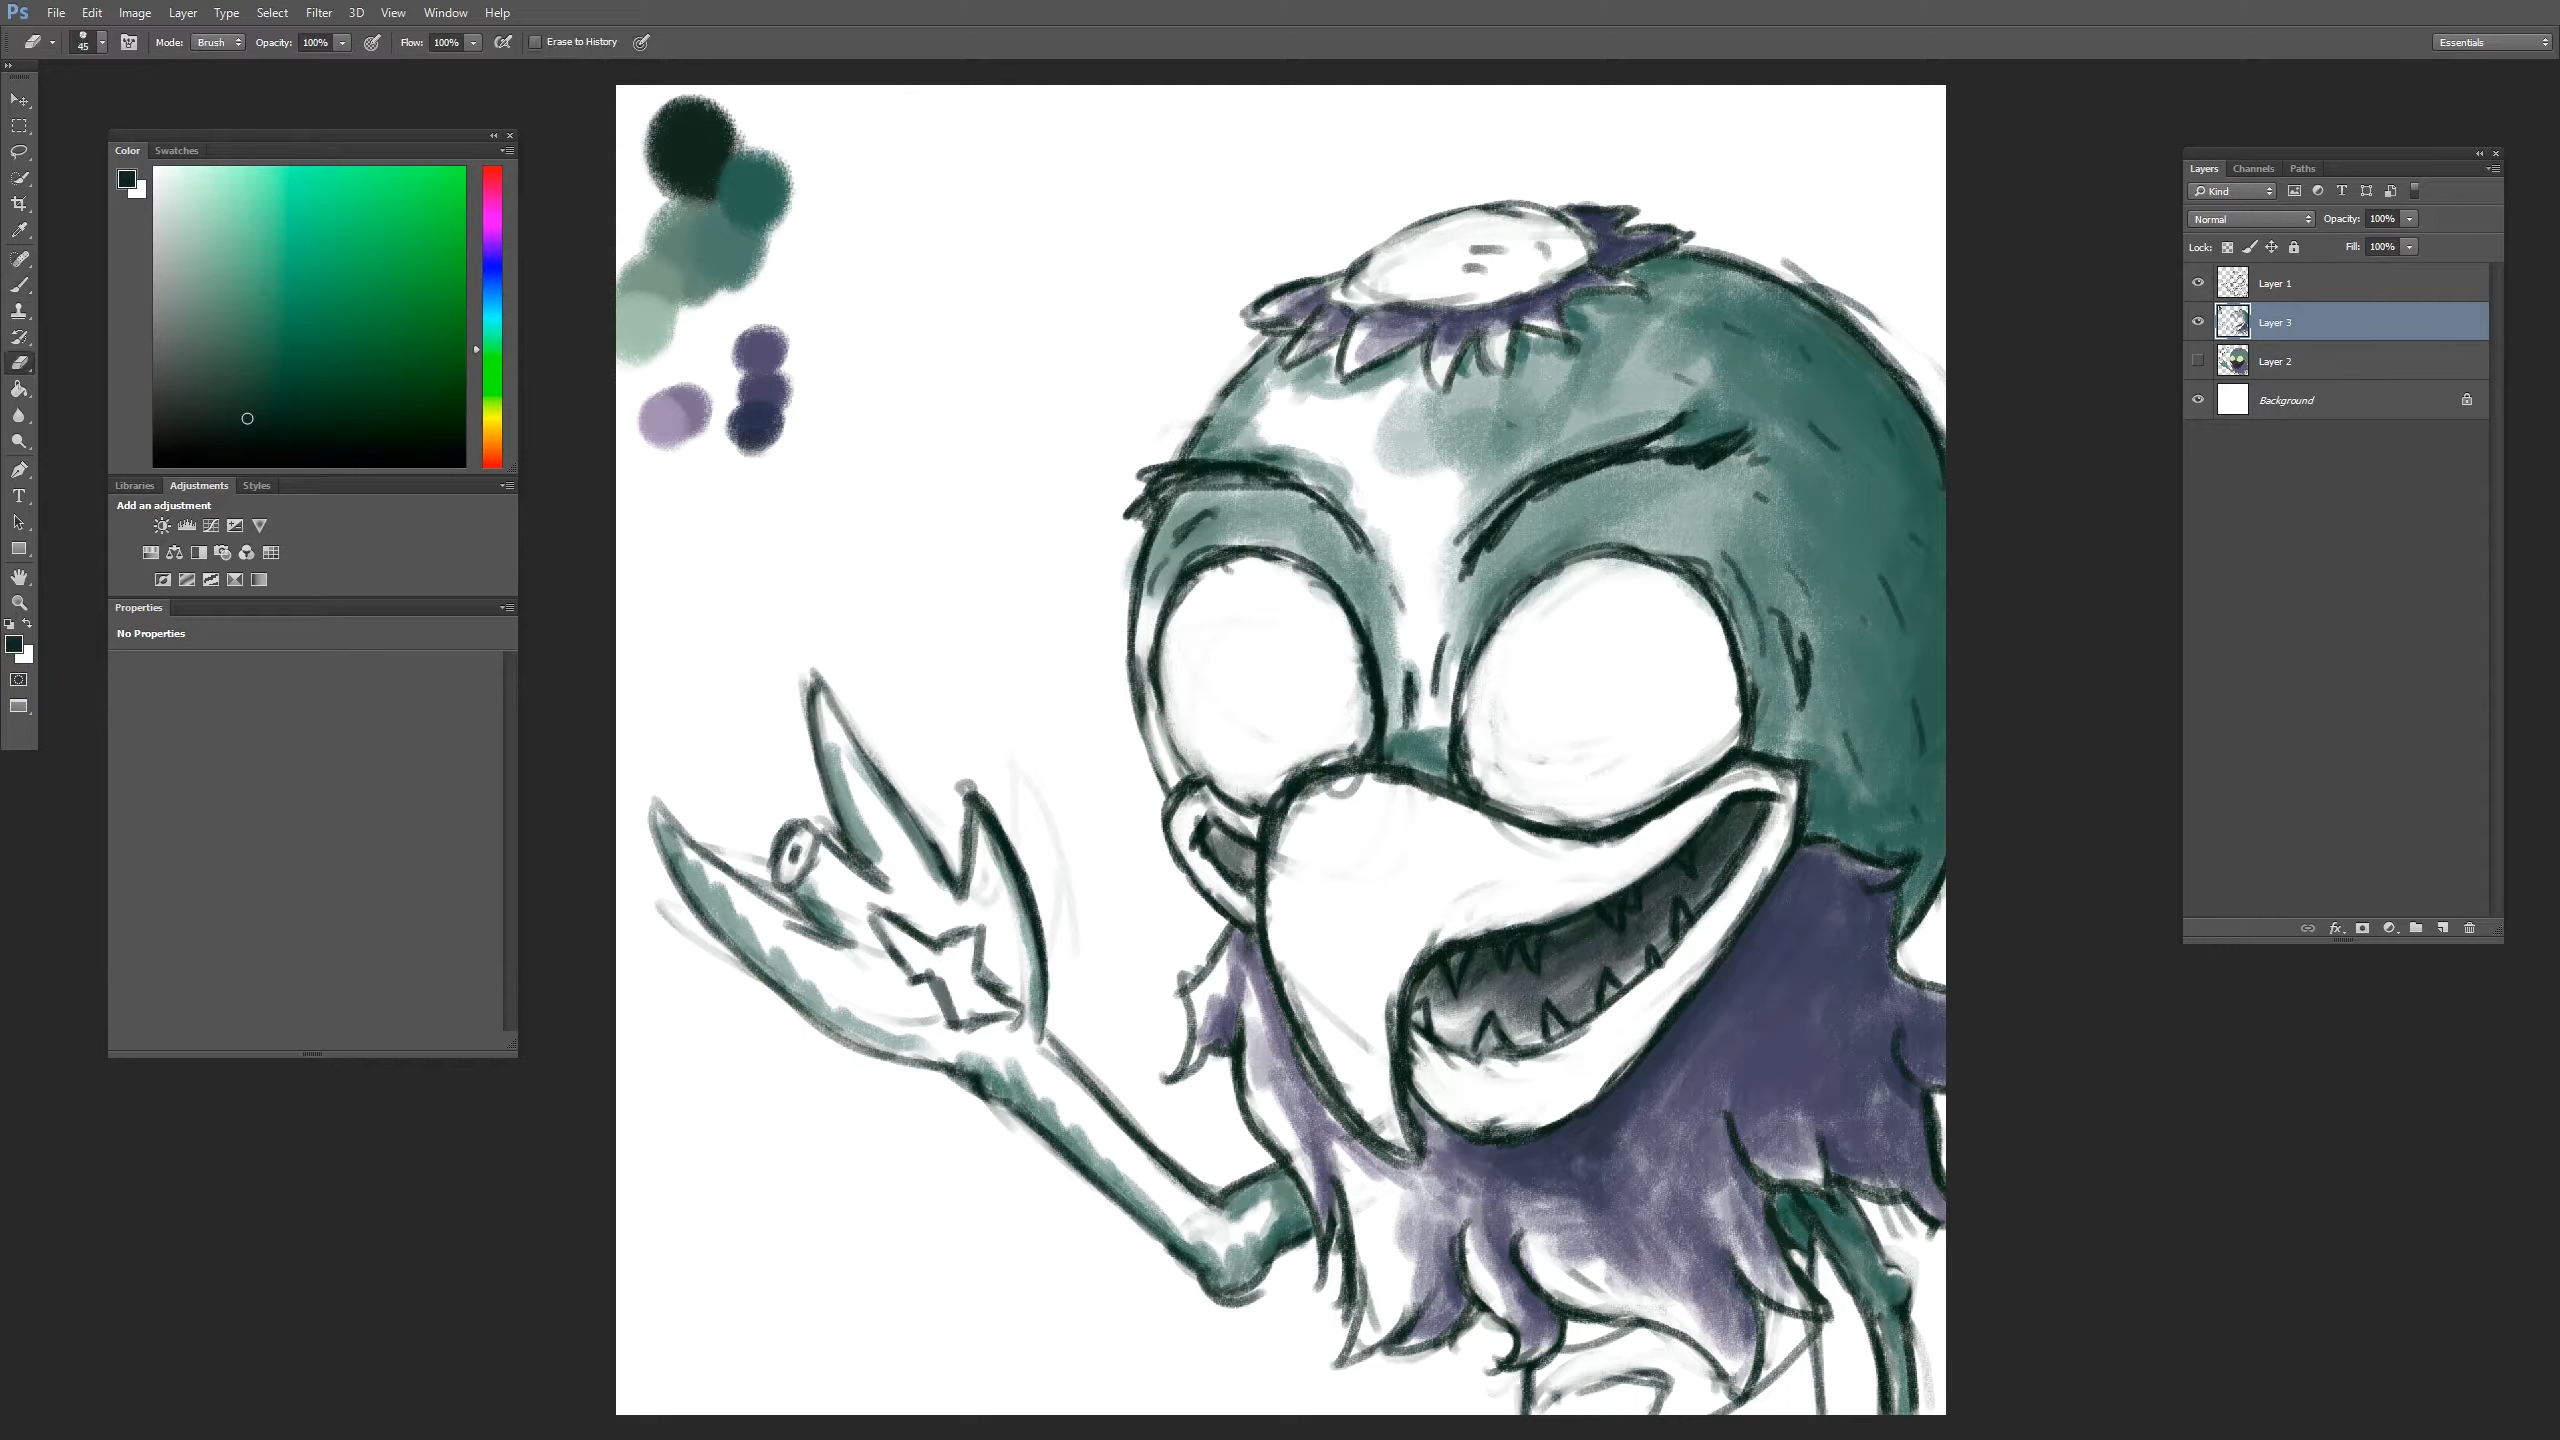 Ps File Edit Image Layer Type Select Filter 3D View Window Help
45 Mode: Brush Opacity: 100% Flow: 100% Erase to History Essentials
Color Swatches
Libraries Adjustments Styles
Add an adjustment
Properties
No Properties
Layers Channels Paths
Kind
Normal Opacity: 100%
Lock: Fill: 100%
Layer 1
Layer 3
Layer 2
Background